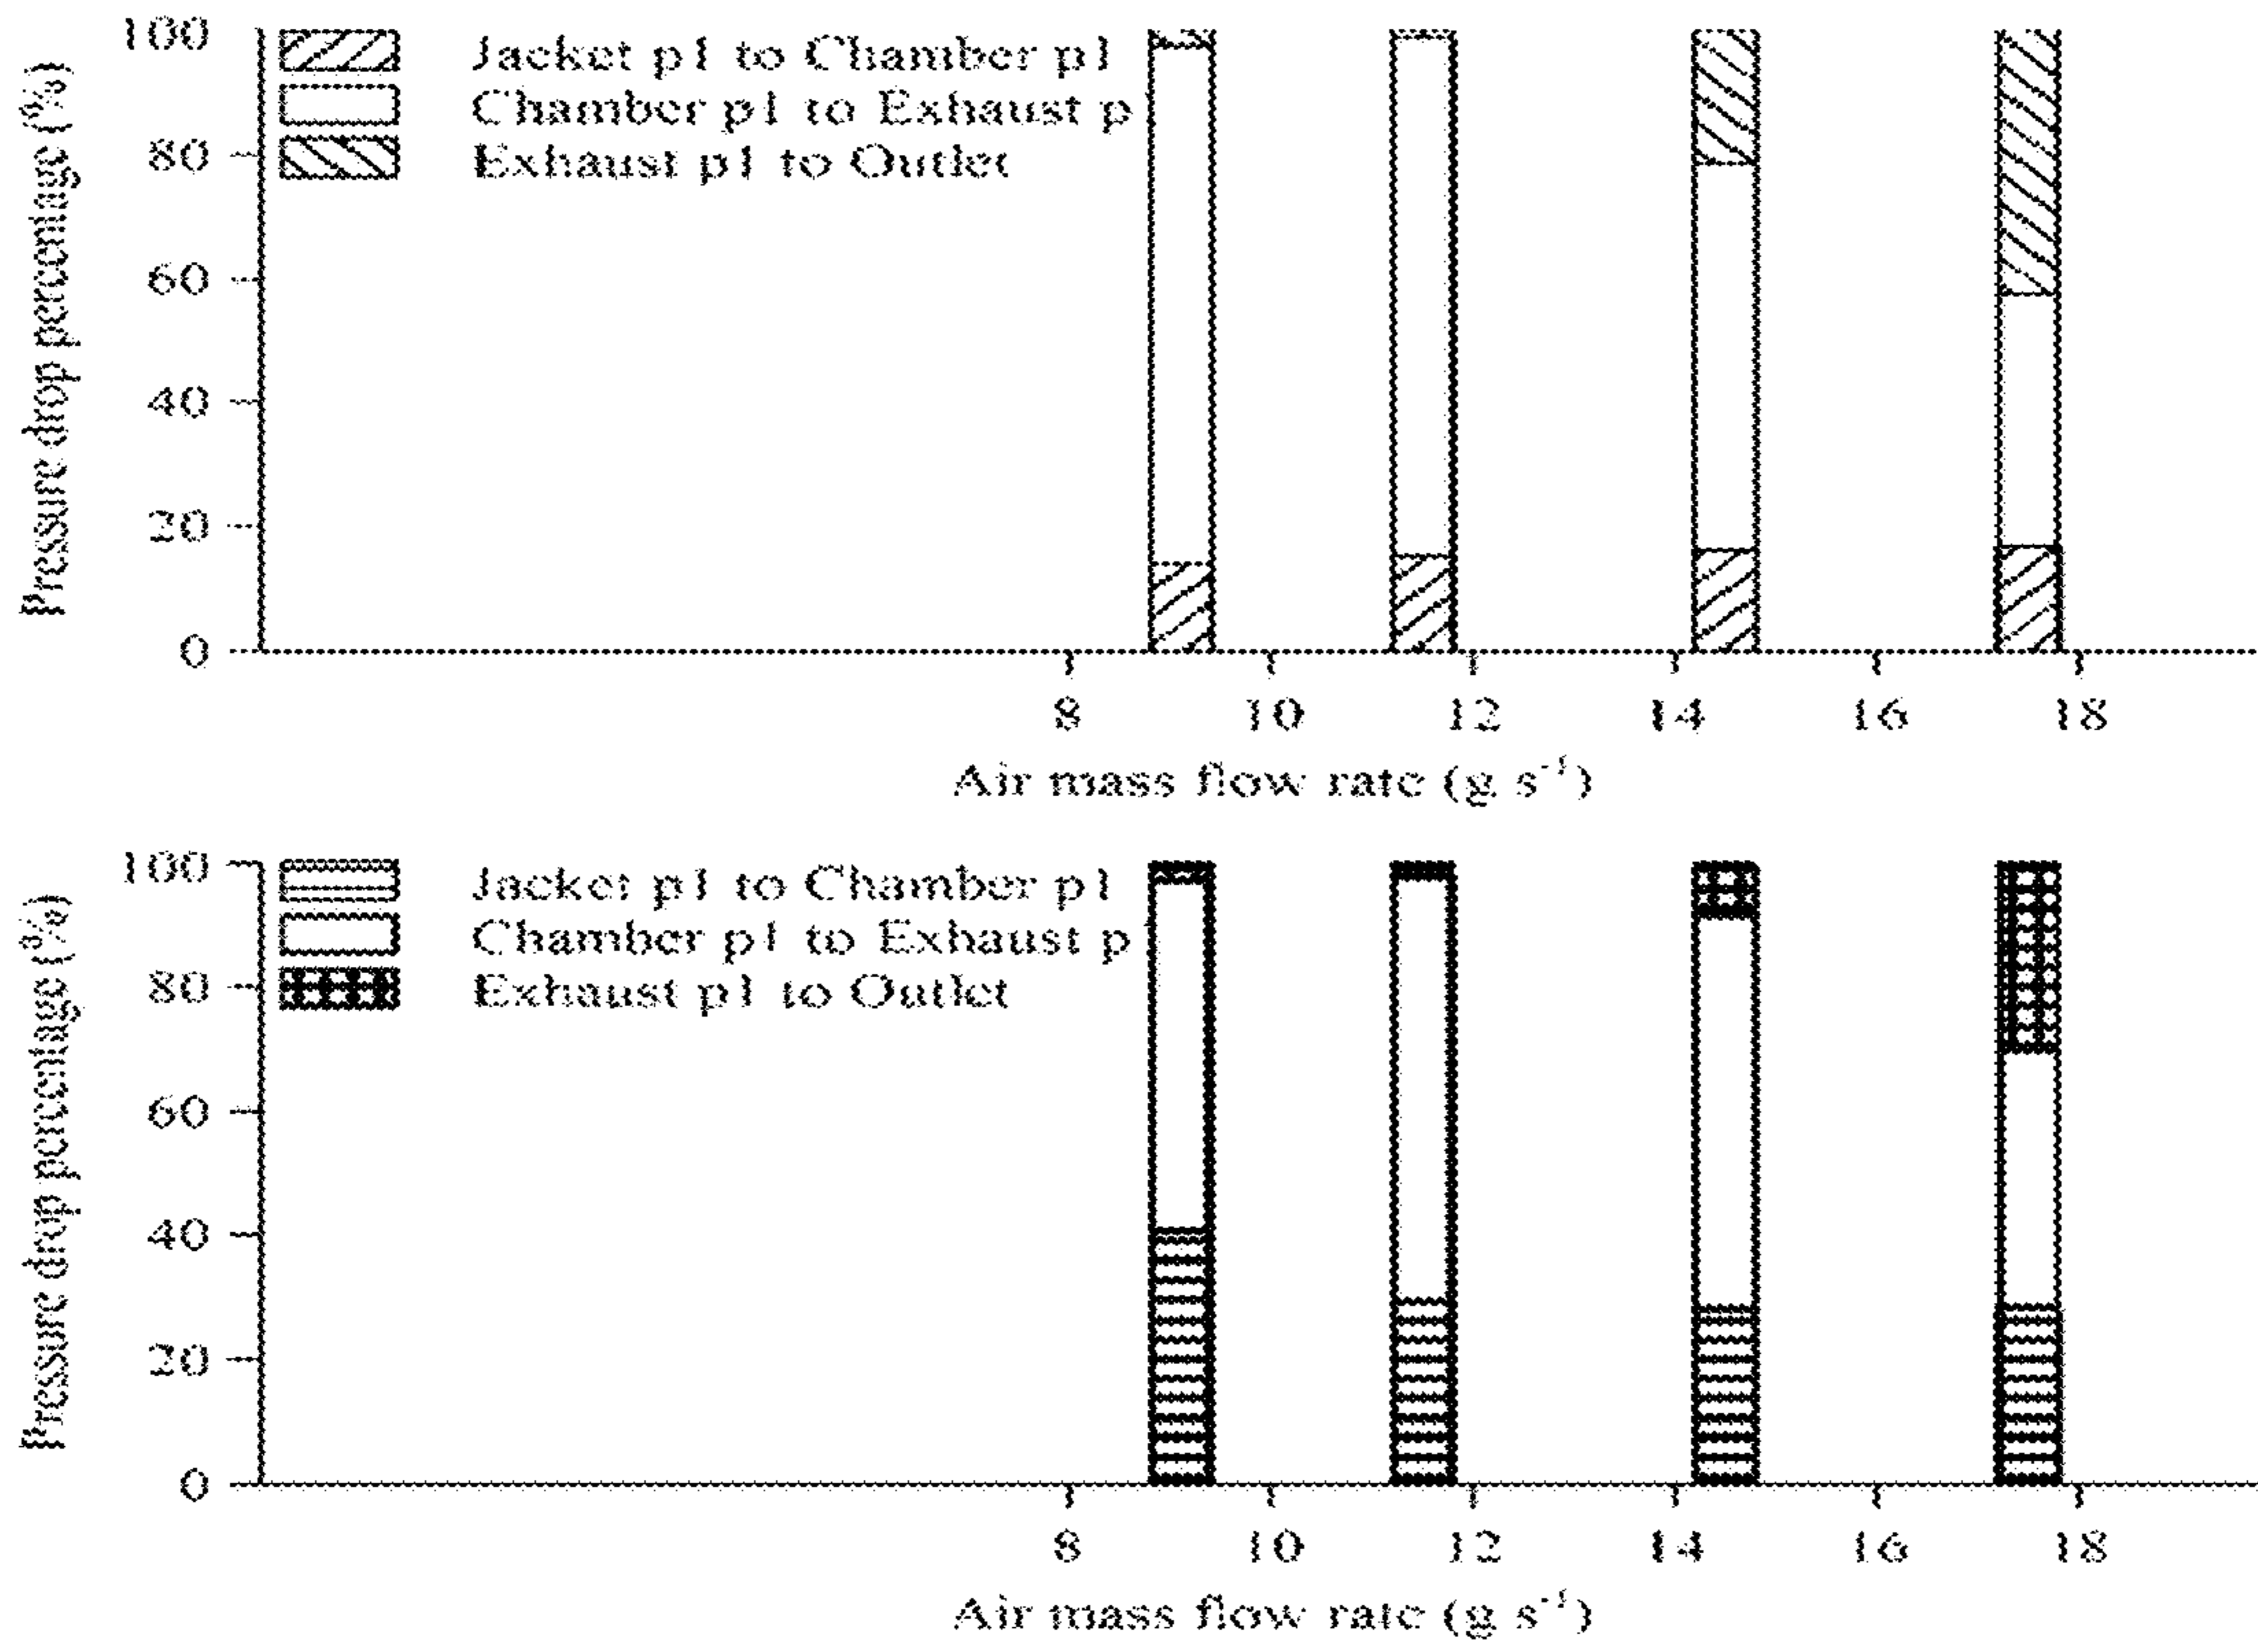 Pressure drop percentage (%)
100
80
60
40
20
0
Jacket p1 to Chamber p1
Chamber p1 to Exhaust p
Exhaust p1 to Outlet
8 10 12 14 16 18
Air mass flow rate (g s⁻¹)
Pressure drop percentage (%)
100
80
60
40
20
0
Jacket p1 to Chamber p1
Chamber p1 to Exhaust p
Exhaust p1 to Outlet
8 10 12 14 16 18
Air mass flow rate (g s⁻¹)